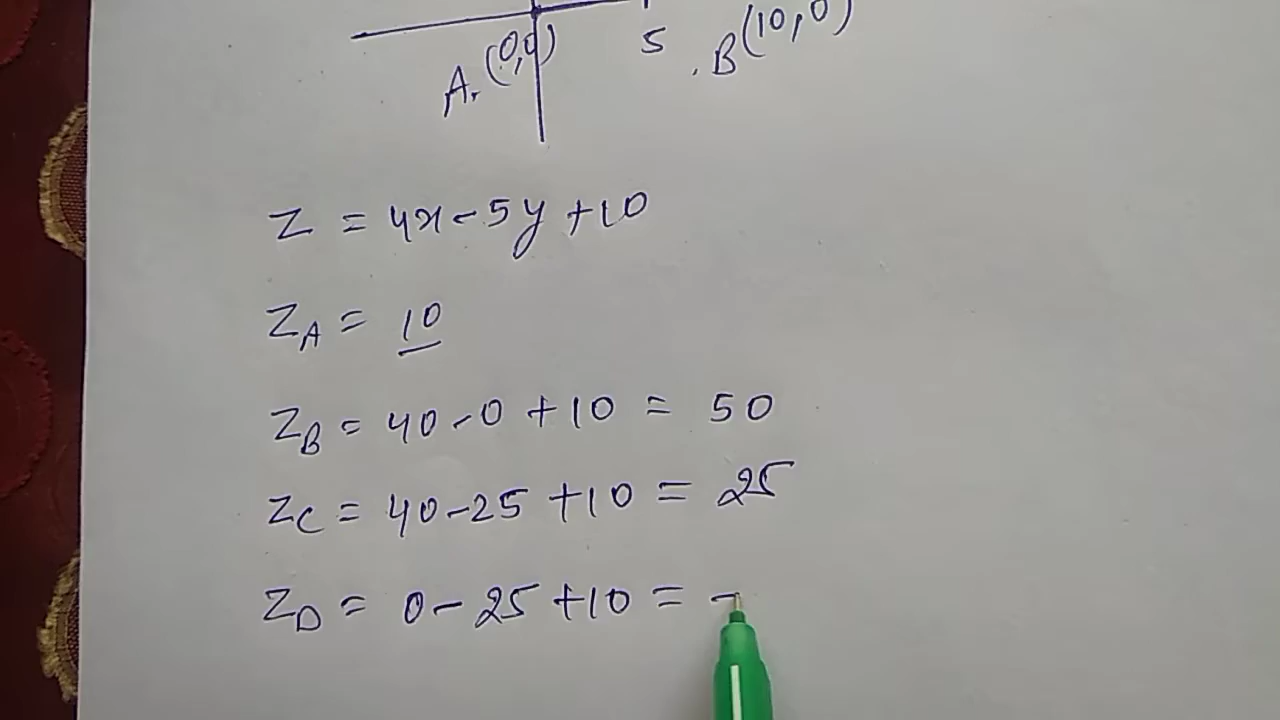 A. (0,0) 5 .B(10,0)
Z = 4x - 5y + 10
Z_A = 10
Z_B = 40 - 0 + 10 = 50
Z_C = 40 - 25 + 10 = 25
Z_D = 0 - 25 + 10 = -